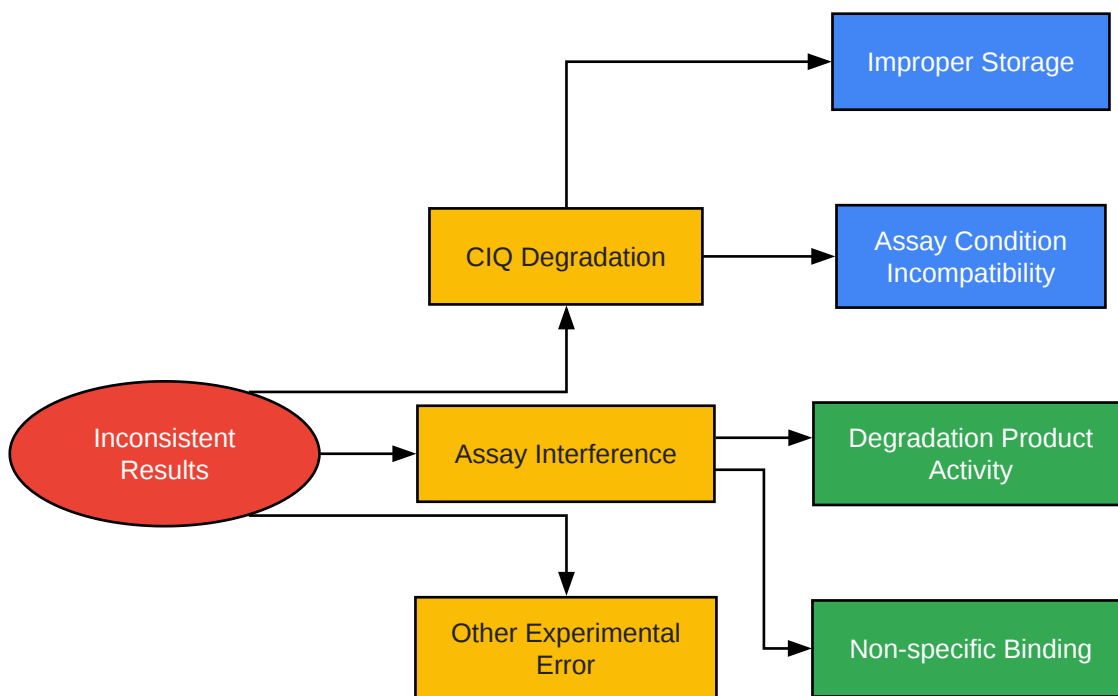 Improper Storage
CIQ Degradation
Assay Condition
Incompatibility
Inconsistent
Results
Assay Interference
Degradation Product
Activity
Other Experimental
Error
Non-specific Binding